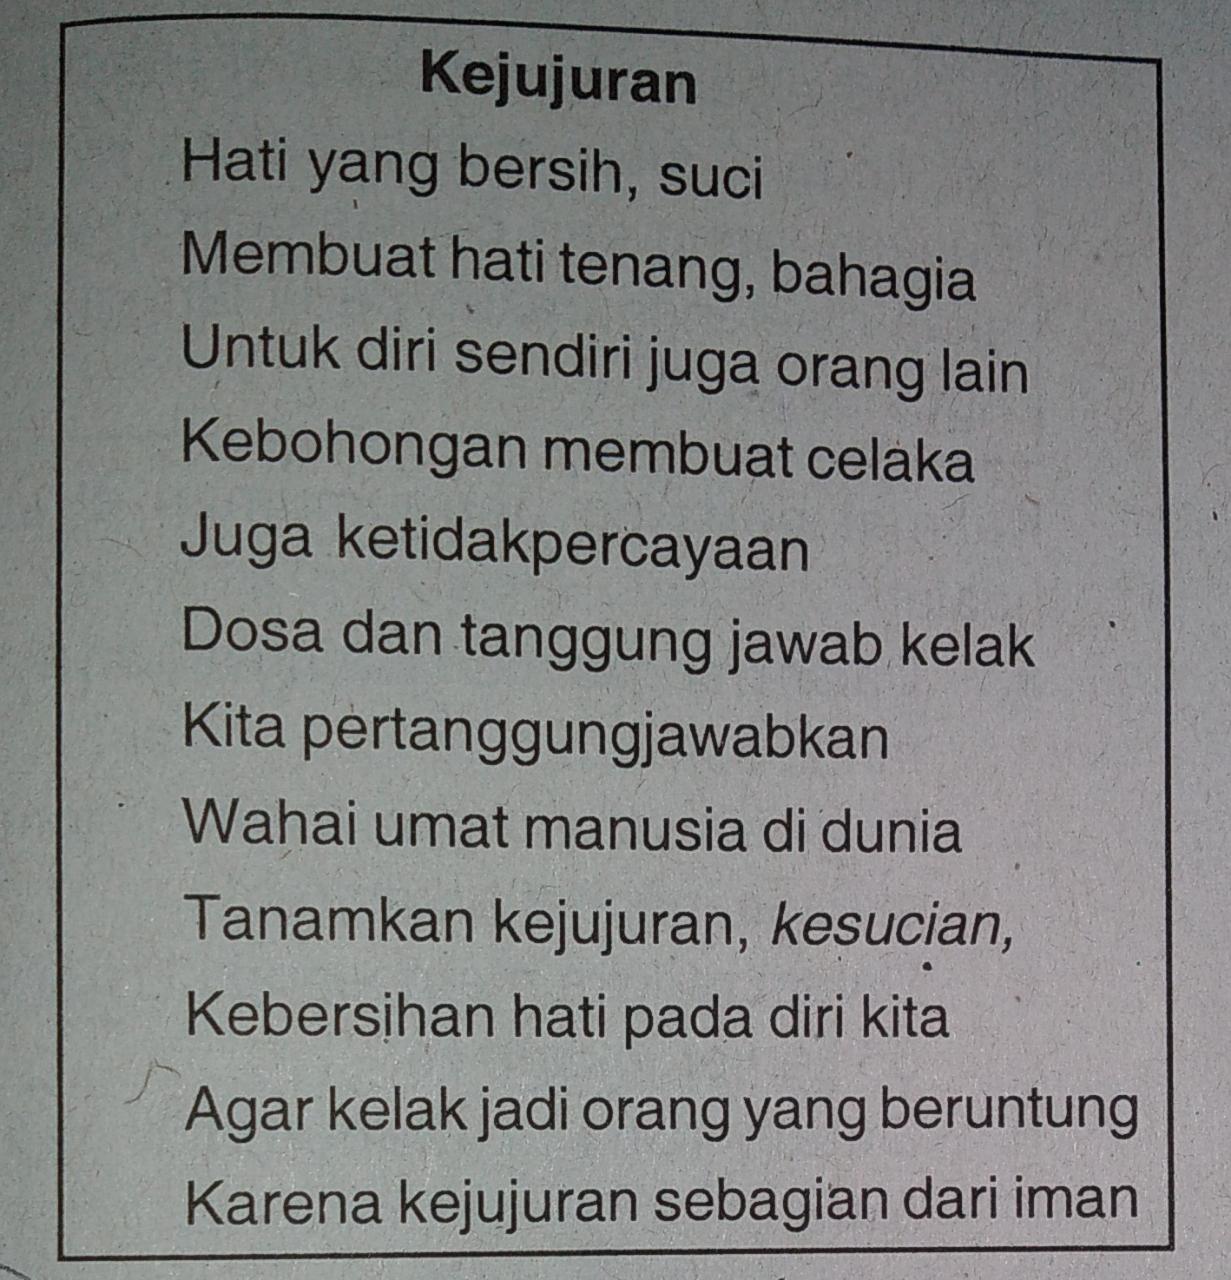 Kejujuran
Hati yang bersih, suci
Membuat hati tenang, bahagia
Untuk diri sendiri juga orang lain
Kebohongan membuat celaka
Juga ketidakpercayaan
Dosa dan tanggung jawab kelak
Kita pertanggungjawabkan
Wahai umat manusia di dunia
Tanamkan kejujuran, kesucian,
Kebersihan hati pada diri kita
Agar kelak jadi orang yang beruntung
Karena kejujuran sebagian dari iman